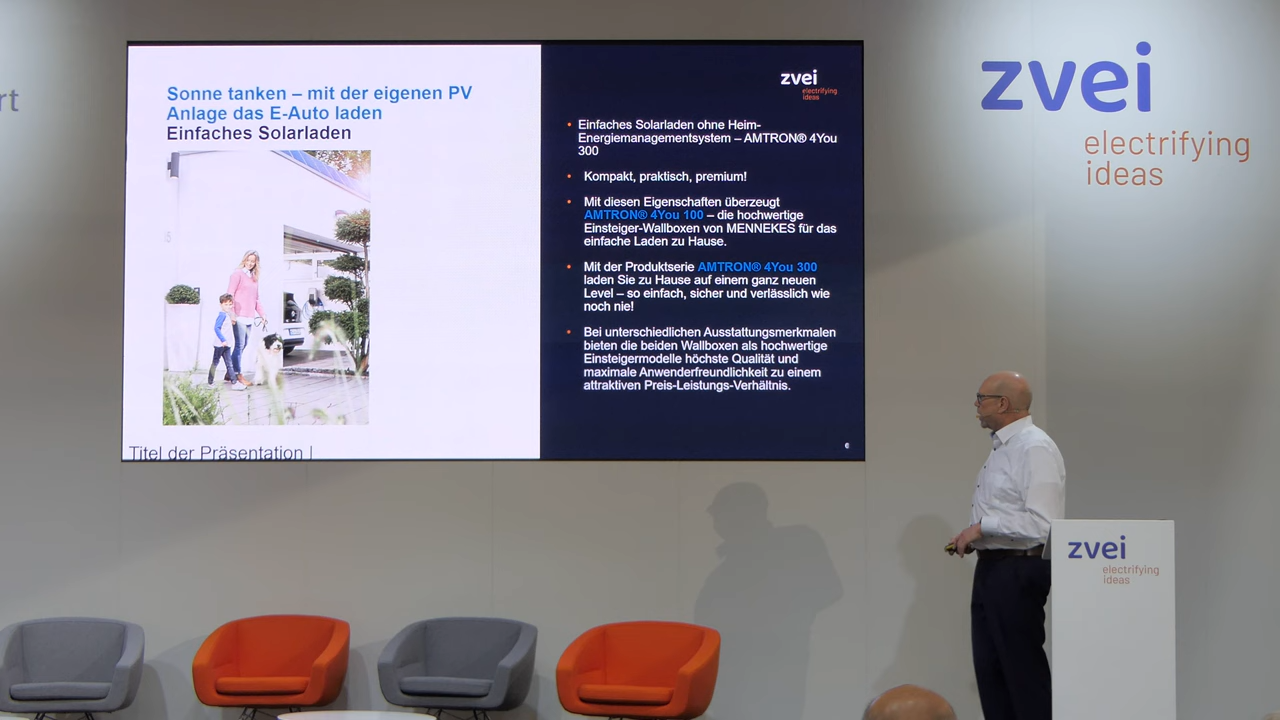 rt
Sonne tanken – mit der eigenen PV
Anlage das E-Auto laden
Einfaches Solarladen
Titel der Präsentation |
zvei
electrifying
ideas
• Einfaches Solarladen ohne Heim-
Energiemanagementsystem – AMTRON® 4You
300
• Kompakt, praktisch, premium!
• Mit diesen Eigenschaften überzeugt
AMTRON® 4You 100 – die hochwertige
Einsteiger-Wallboxen von MENNEKES für das
einfache Laden zu Hause.
• Mit der Produktserie AMTRON® 4You 300
laden Sie zu Hause auf einem ganz neuen
Level – so einfach, sicher und verlässlich wie
noch nie!
• Bei unterschiedlichen Ausstattungsmerkmalen
bieten die beiden Wallboxen als hochwertige
Einsteigermodelle höchste Qualität und
maximale Anwenderfreundlichkeit zu einem
attraktiven Preis-Leistungs-Verhältnis.
zvei
electrifying
ideas
zvei
electrifying
ideas